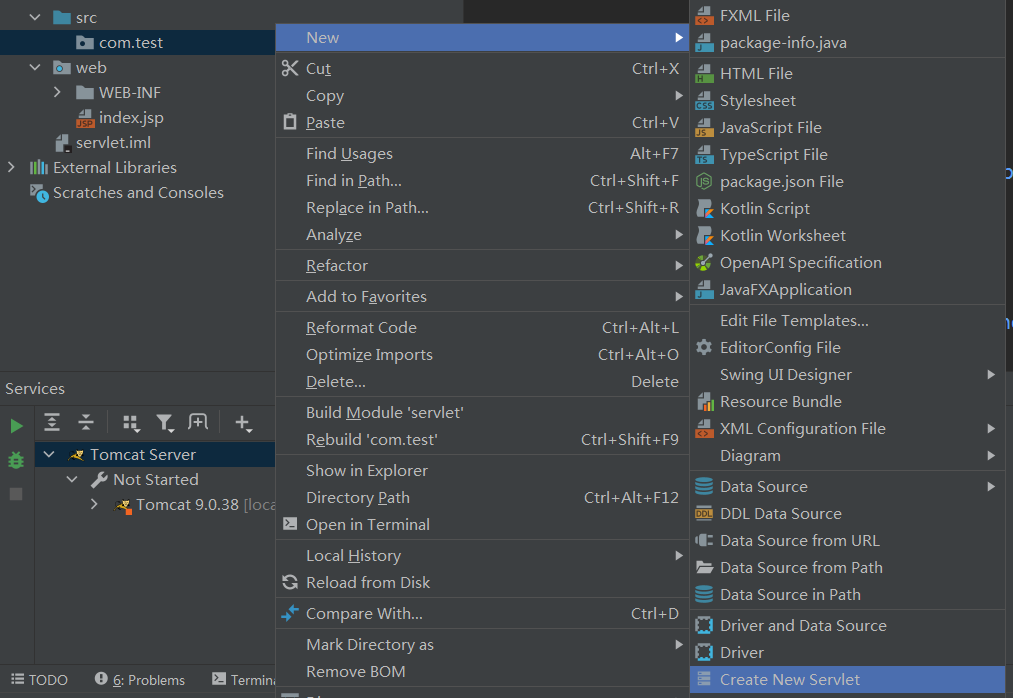 src
com.test
web
WEB-INF
index.jsp
servlet.iml
External Libraries
Scratches and Consoles
Services
Tomcat Server
Not Started
Tomcat 9.0.38
TODO
6: Problems
New
Cut Ctrl+X
Copy
Paste Ctrl+V
Find Usages Alt+F7
Find in Path... Ctrl+Shift+F
Replace in Path... Ctrl+Shift+R
Analyze
Refactor
Add to Favorites
Reformat Code Ctrl+Alt+L
Optimize Imports Ctrl+Alt+O
Delete... Delete
Build Module 'servlet'
Rebuild 'com.test' Ctrl+Shift+F9
Show in Explorer
Directory Path Ctrl+Alt+F12
Open in Terminal
Local History
Reload from Disk
Compare With... Ctrl+D
Mark Directory as
Remove BOM
FXML File
package-info.java
HTML File
Stylesheet
JavaScript File
TypeScript File
package.json File
Kotlin Script
Kotlin Worksheet
OpenAPI Specification
JavaFXApplication
Edit File Templates...
EditorConfig File
Swing UI Designer
Resource Bundle
XML Configuration File
Diagram
Data Source
DDL Data Source
Data Source from URL
Data Source from Path
Data Source in Path
Driver and Data Source
Driver
Create New Servlet